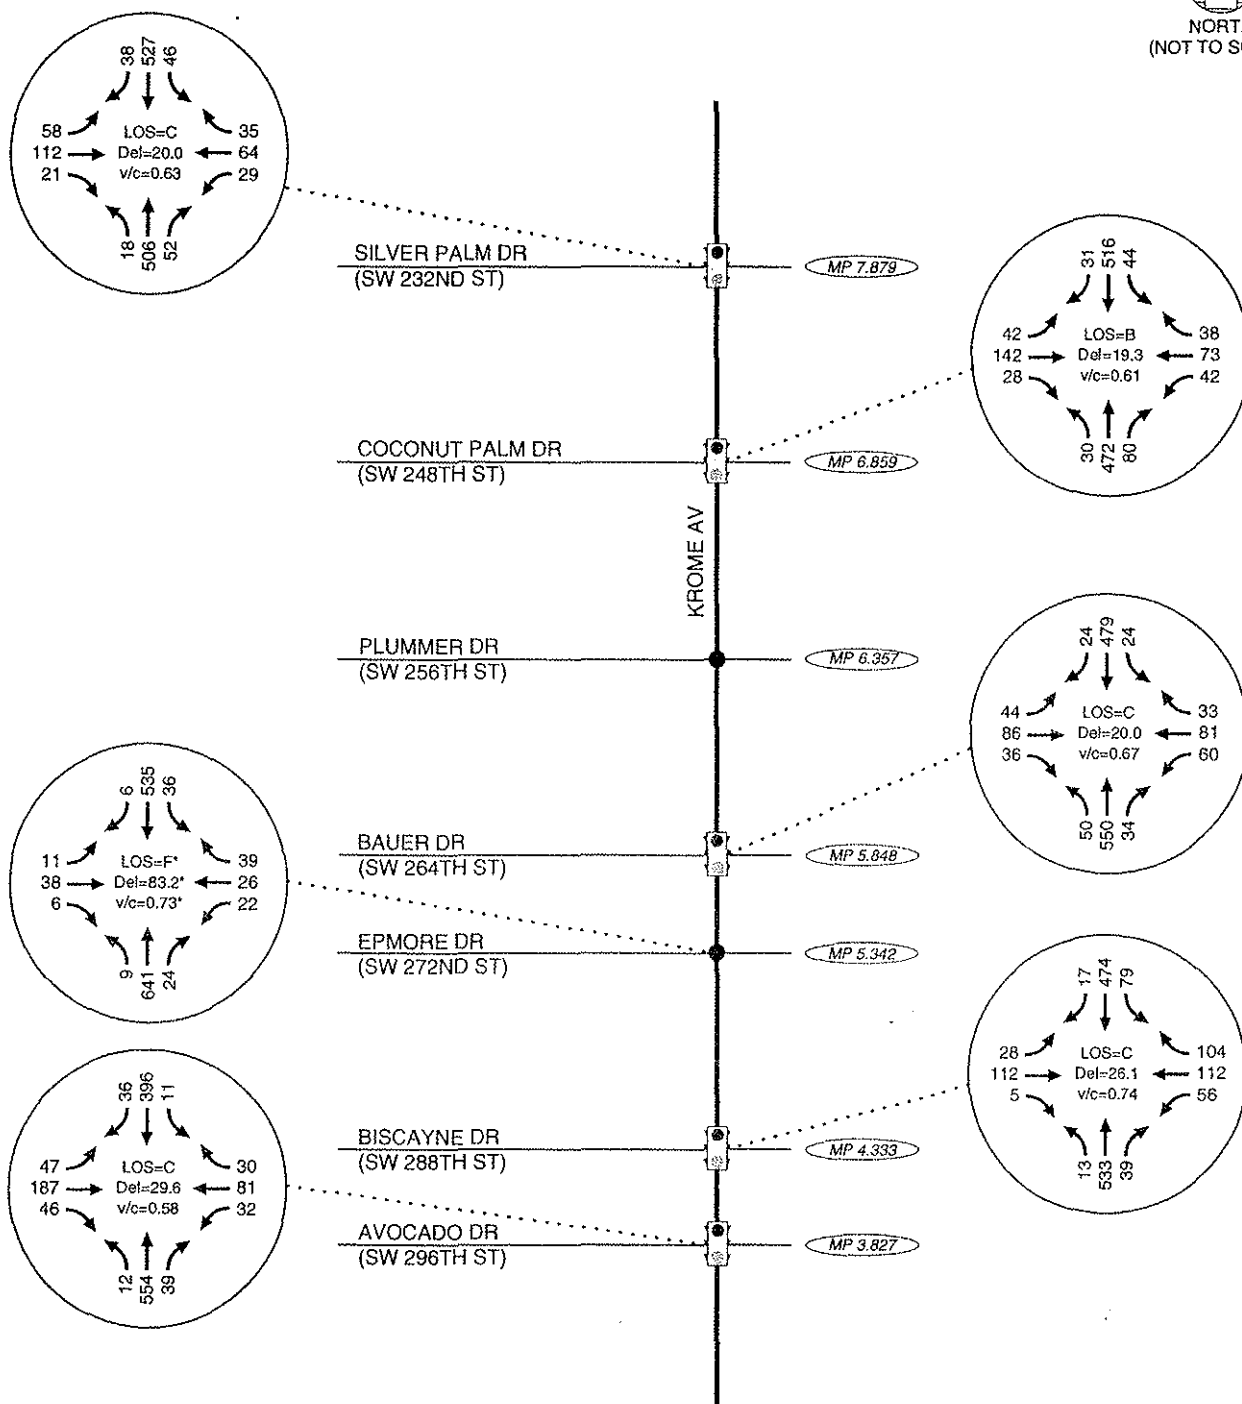 NORT
(NOT TO S
38 527 46
58 LOS=C 35
112 Del=20.0 64
21 v/c=0.63 29
18 506 52
SILVER PALM DR
(SW 232ND ST)
MP 7.879
31 516 44
42 LOS=B 38
142 Del=19.3 73
28 v/c=0.61 42
30 472 80
COCONUT PALM DR
(SW 248TH ST)
MP 6.859
KROME AV
PLUMMER DR
(SW 256TH ST)
MP 6.357
24 479 24
44 LOS=C 33
86 Del=20.0 81
36 v/c=0.67 60
50 550 34
BAUER DR
(SW 264TH ST)
MP 5.848
6 535 36
11 LOS=F* 39
38 Del=83.2* 26
6 v/c=0.73* 22
9 641 24
EPMORE DR
(SW 272ND ST)
MP 5.342
17 474 79
28 LOS=C 104
112 Del=26.1 112
5 v/c=0.74 56
13 533 39
BISCAYNE DR
(SW 288TH ST)
MP 4.333
36 396 11
47 LOS=C 30
187 Del=29.6 81
46 v/c=0.58 32
12 554 39
AVOCADO DR
(SW 296TH ST)
MP 3.827